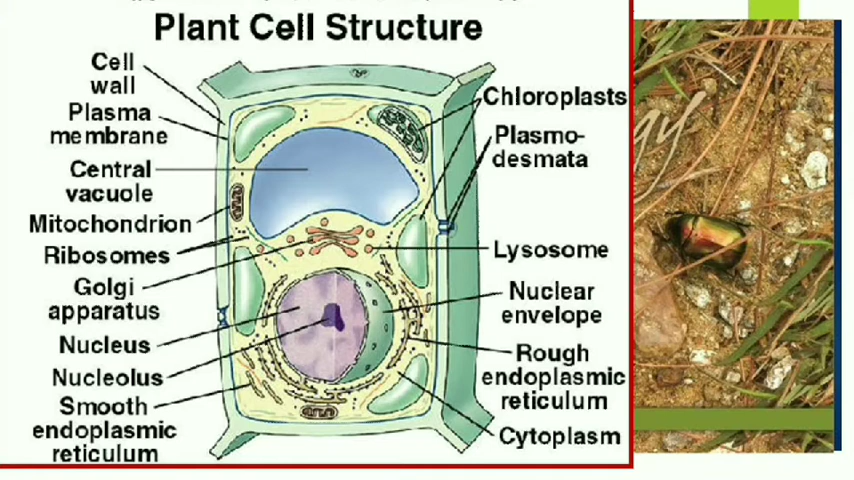 Plant Cell Structure
Cell
wall
Plasma
membrane
Central
vacuole
Mitochondrion
Ribosomes
Golgi
apparatus
Nucleus
Nucleolus
Smooth
endoplasmic
reticulum
Chloroplasts
Plasmo-
desmata
Lysosome
Nuclear
envelope
Rough
endoplasmic
reticulum
Cytoplasm